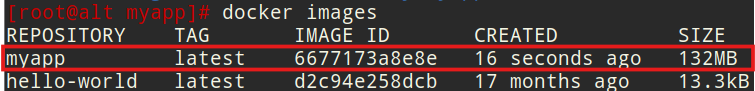 [root@alt myapp]# docker images
REPOSITORY TAG IMAGE ID CREATED SIZE
myapp latest 6677173a8e8e 16 seconds ago 132MB
hello-world latest d2c94e258dcb 17 months ago 13.3kB